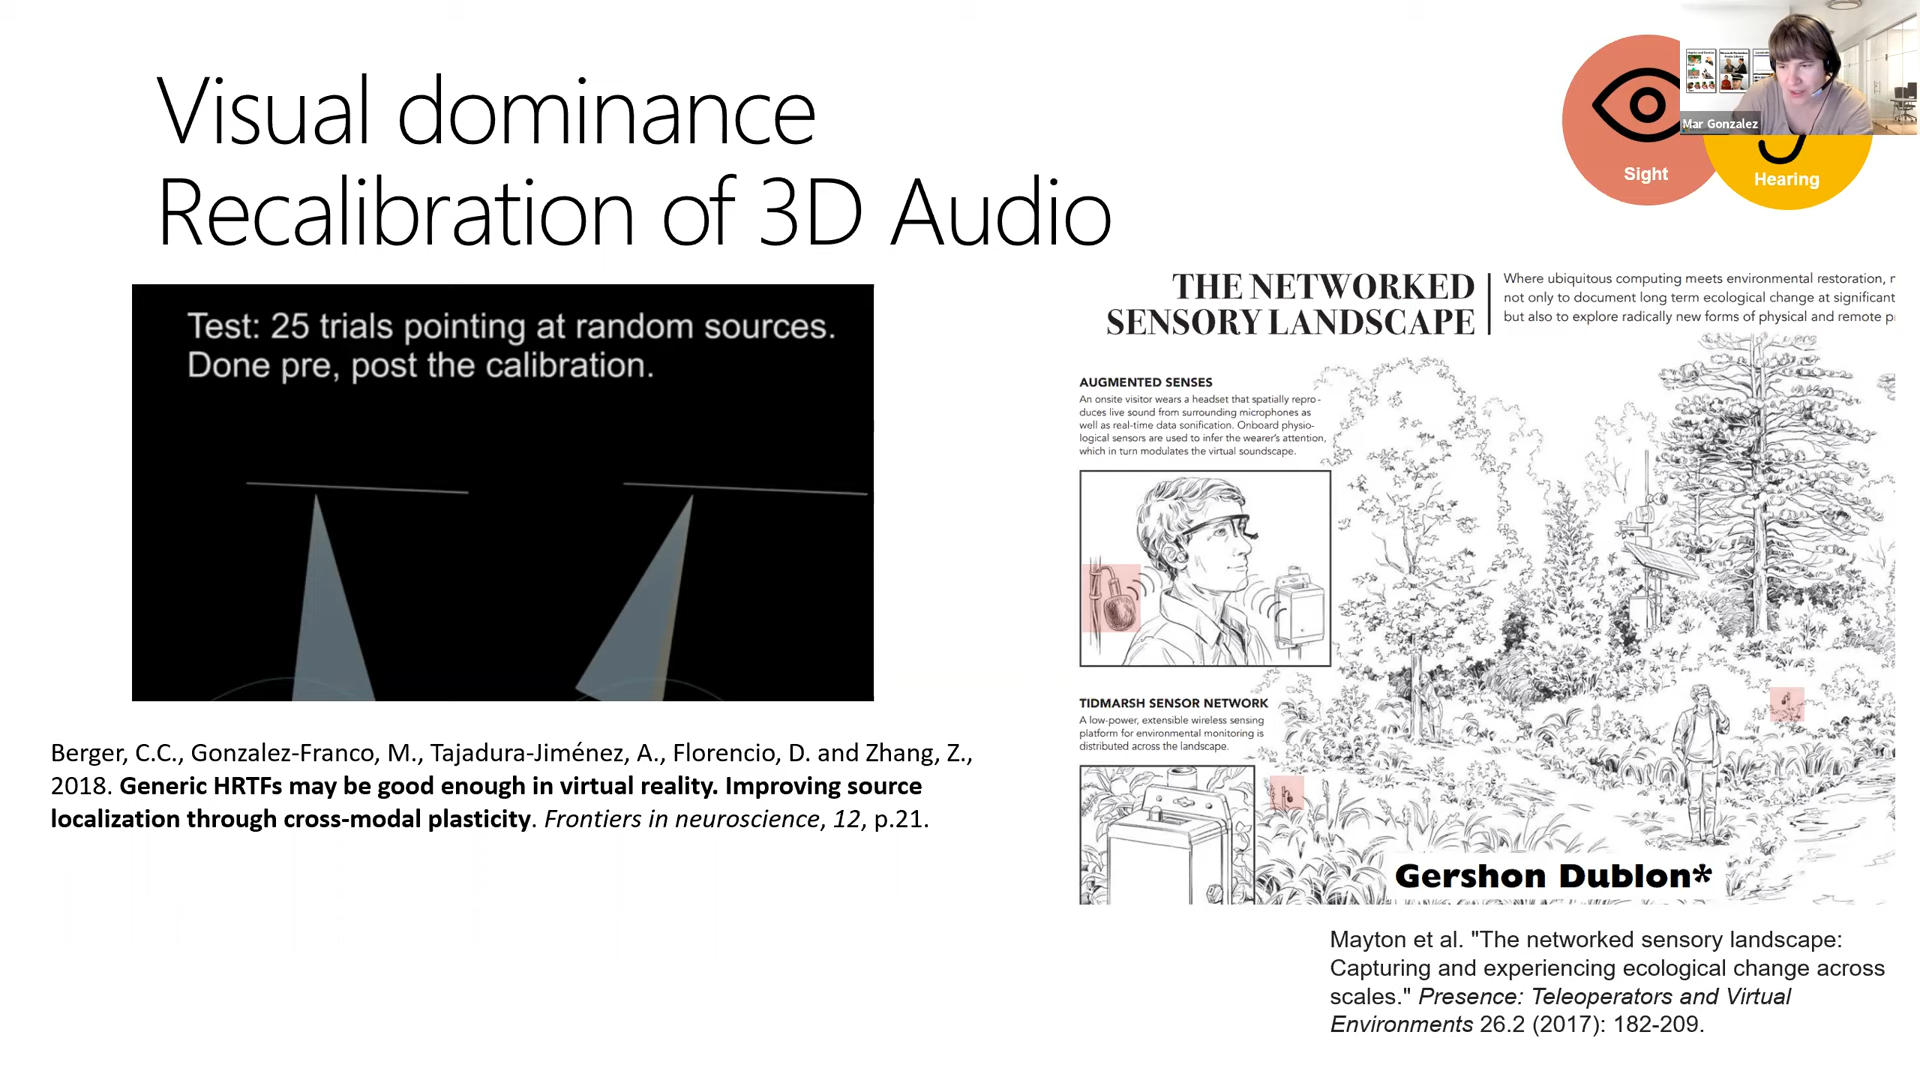 Visual dominance
Recalibration of 3D Audio
Sight
Hearing
Mar Gonzalez
Test: 25 trials pointing at random sources.
Done pre, post the calibration.
Berger, C.C., Gonzalez-Franco, M., Tajadura-Jiménez, A., Florencio, D. and Zhang, Z.,
2018. Generic HRTFs may be good enough in virtual reality. Improving source
localization through cross-modal plasticity. Frontiers in neuroscience, 12, p.21.
THE NETWORKED
SENSORY LANDSCAPE
Where ubiquitous computing meets environmental restoration,
not only to document long term ecological change at significant
but also to explore radically new forms of physical and remote
AUGMENTED SENSES
An onsite visitor wears a headset that spatially repro-
duces live sound from surrounding microphones as
well as real-time data sonification. Onboard physio-
logical sensors are used to infer the wearer's attention,
which in turn modulates the virtual soundscape.
TIDMARSH SENSOR NETWORK
A low-power, extensible wireless sensing
platform for environmental monitoring is
distributed across the landscape.
Gershon Dublon*
Mayton et al. "The networked sensory landscape:
Capturing and experiencing ecological change across
scales." Presence: Teleoperators and Virtual
Environments 26.2 (2017): 182-209.